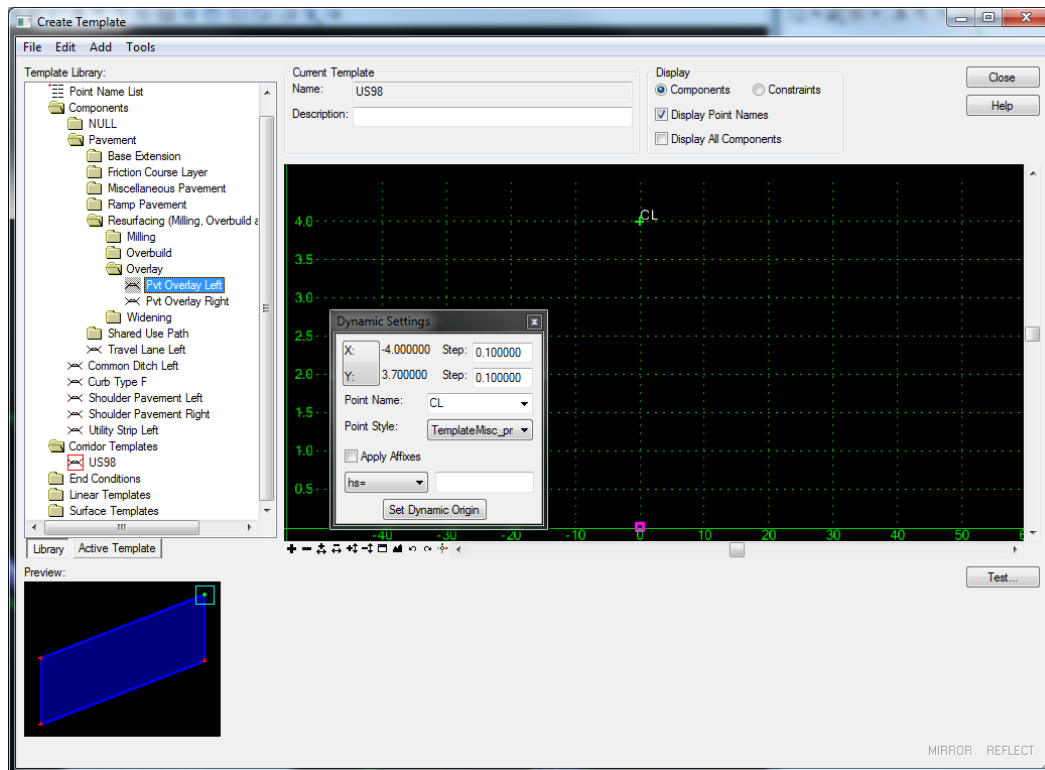 Create Template
File Edit Add Tools
Template Library:
Point Name List
Components
NULL
Pavement
Base Extension
Friction Course Layer
Miscellaneous Pavement
Ramp Pavement
Resurfacing (Milling, Overbuild a
Milling
Overbuild
Overlay
Pvt Overlay Left
Pvt Overlay Right
Widening
Shared Use Path
Travel Lane Left
Common Ditch Left
Curb Type F
Shoulder Pavement Left
Shoulder Pavement Right
Utility Strip Left
Corridor Templates
US98
End Conditions
Linear Templates
Surface Templates
Library Active Template
Preview:
Current Template
Name: US98
Description:
Display
Components Constraints
Display Point Names
Display All Components
Close
Help
CL
4.0
3.5
3.0
2.5
2.0
1.5
1.0
0.5
-40 -30 -20 -10 0 10 20 30 40 50 6
Dynamic Settings
X: -4.000000 Step: 0.100000
Y: 3.700000 Step: 0.100000
Point Name: CL
Point Style: TemplateMisc_pr
Apply Affixes
hs=
Set Dynamic Origin
Test...
MIRROR REFLECT